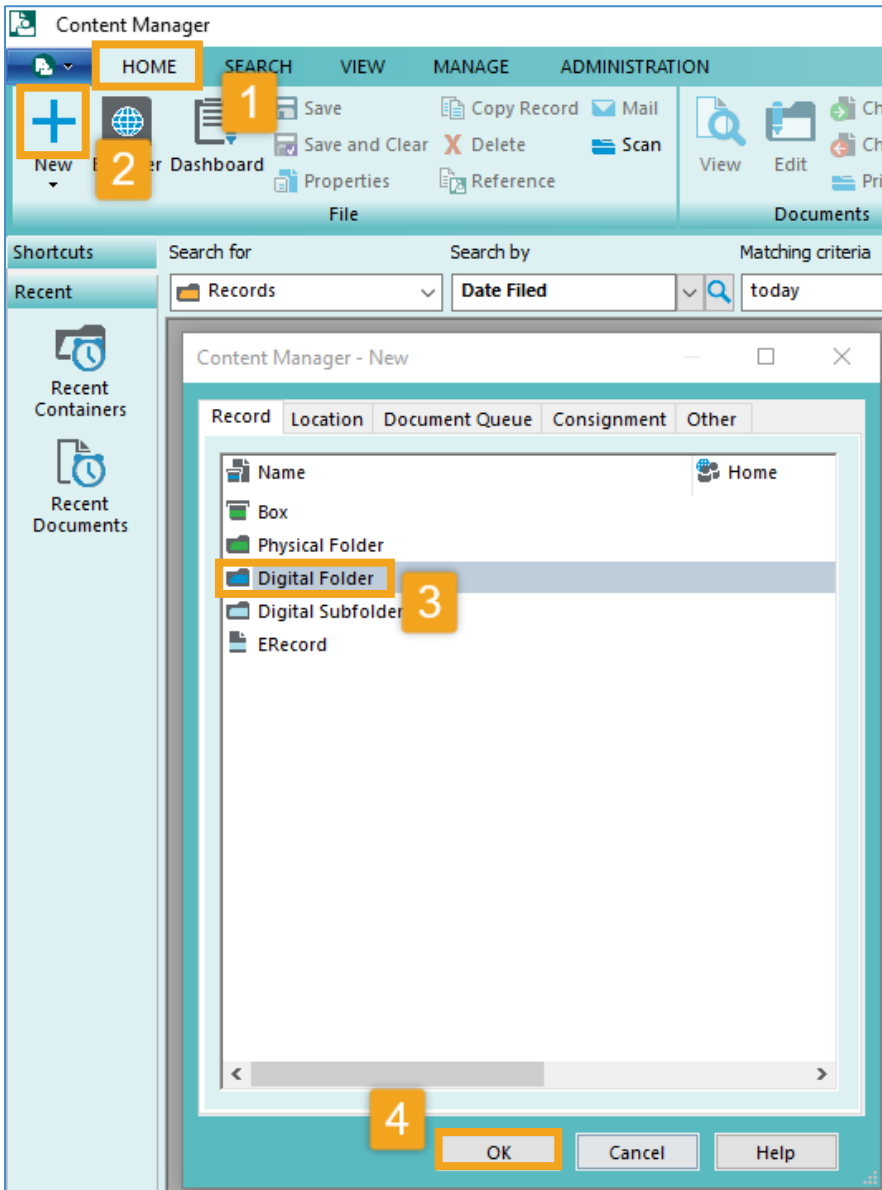 Content Manager
HOME SEARCH VIEW MANAGE ADMINISTRATION
1
Save Copy Record Mail
Save and Clear Delete Scan
New 2 Dashboard View Edit
Properties Reference
File Documents
Shortcuts Search for Search by Matching criteria
Recent Records Date Filed today
Content Manager - New
Recent
Containers
Record Location Document Queue Consignment Other
Name Home
Recent
Documents
Box
Physical Folder
Digital Folder
3
Digital Subfolder
ERecord
4
OK Cancel Help